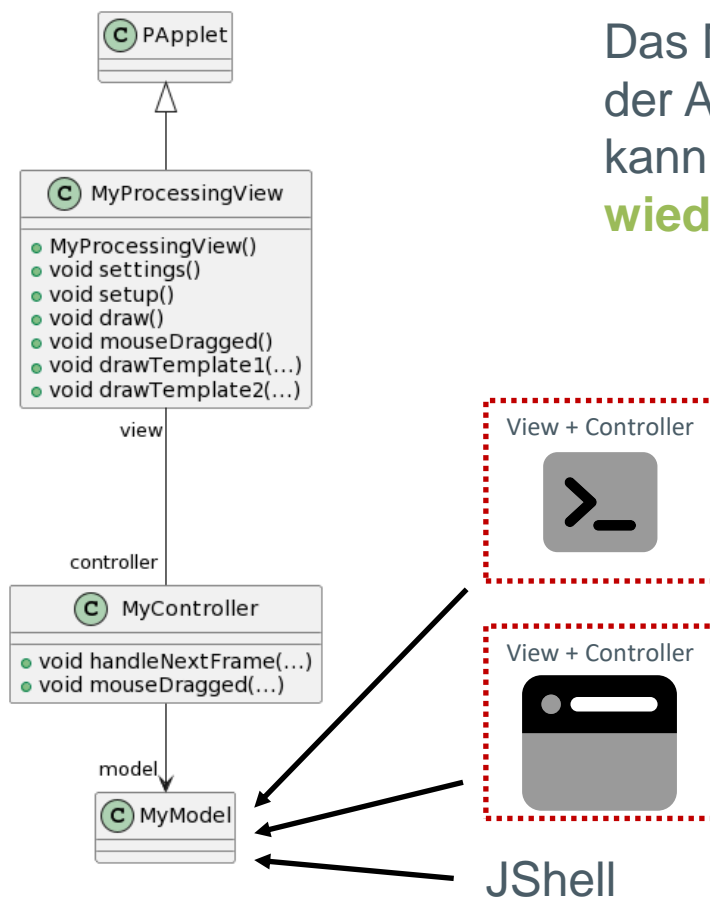 C PApplet
C MyProcessingView
MyProcessingView()
void settings()
void setup()
void draw()
void mouseDragged()
void drawTemplate1(...)
void drawTemplate2(...)
view
controller
C MyController
void handleNextFrame(...)
void mouseDragged(...)
model
C MyModel
Das
der
kann
View + Controller
>_
View + Controller
JShell